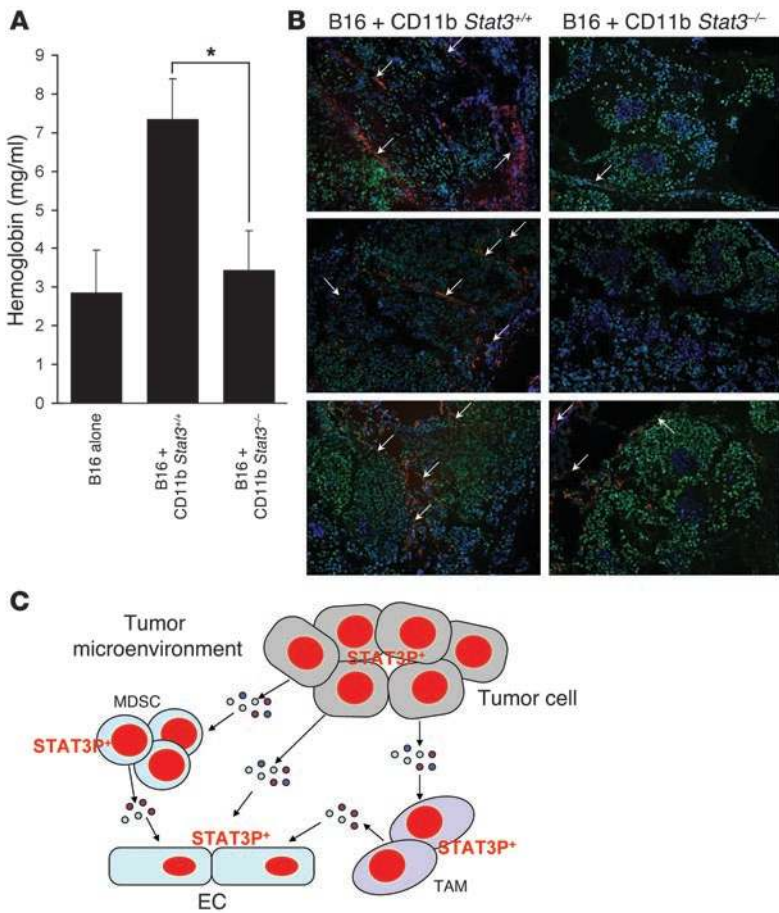 A
Hemoglobin (mg/ml)
9
8
7
6
5
4
3
2
1
0
*
B16 alone
B16 +
CD11b Stat3+/+
B16 +
CD11b Stat3–/–
B
B16 + CD11b Stat3+/+
B16 + CD11b Stat3–/–
C
Tumor
microenvironment
STAT3P+
Tumor cell
MDSC
STAT3P+
STAT3P+
EC
STAT3P+
TAM